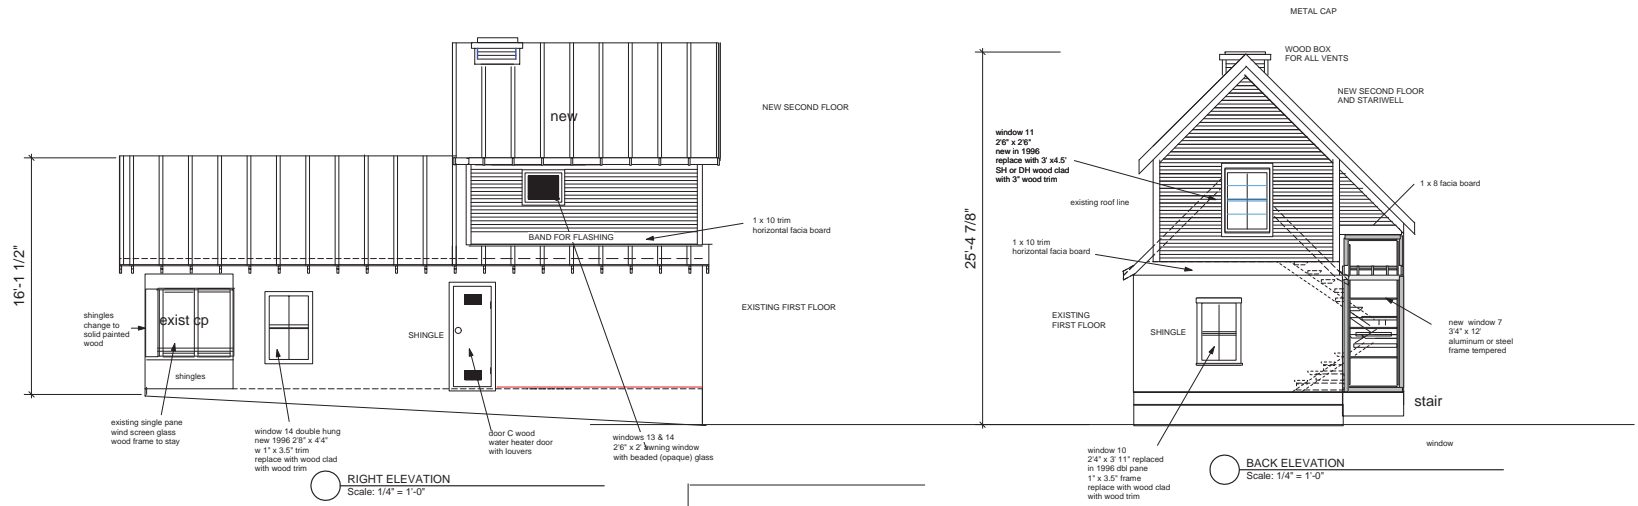 new
NEW SECOND FLOOR
16'-1 1/2"
1 x 10 trim
horizontal facia board
BAND FOR FLASHING
exist cp
shingles
change to
solid painted
wood
SHINGLE
EXISTING FIRST FLOOR
shingles
existing single pane
wind screen glass
wood frame to stay
window 14 double hung
new 1996 2'8" x 4'4"
w 1" x 3.5" trim
replace with wood clad
with wood trim
door C wood
water heater door
with louvers
windows 13 & 14
2'6" x 2' awning window
with beaded (opaque) glass
RIGHT ELEVATION
Scale: 1/4" = 1'-0"
METAL CAP
WOOD BOX
FOR ALL VENTS
NEW SECOND FLOOR
AND STARIWELL
window 11
2'6" x 2'6"
new in 1996
replace with 3' x4.5'
SH or DH wood clad
with 3" wood trim
1 x 8 facia board
existing roof line
25'-4 7/8"
1 x 10 trim
horizontal facia board
EXISTING
FIRST FLOOR
SHINGLE
new window 7
3'4" x 12'
aluminum or steel
frame tempered
stair
window
window 10
2'4" x 3' 11" replaced
in 1996 dbl pane
1" x 3.5" frame
replace with wood clad
with wood trim
BACK ELEVATION
Scale: 1/4" = 1'-0"